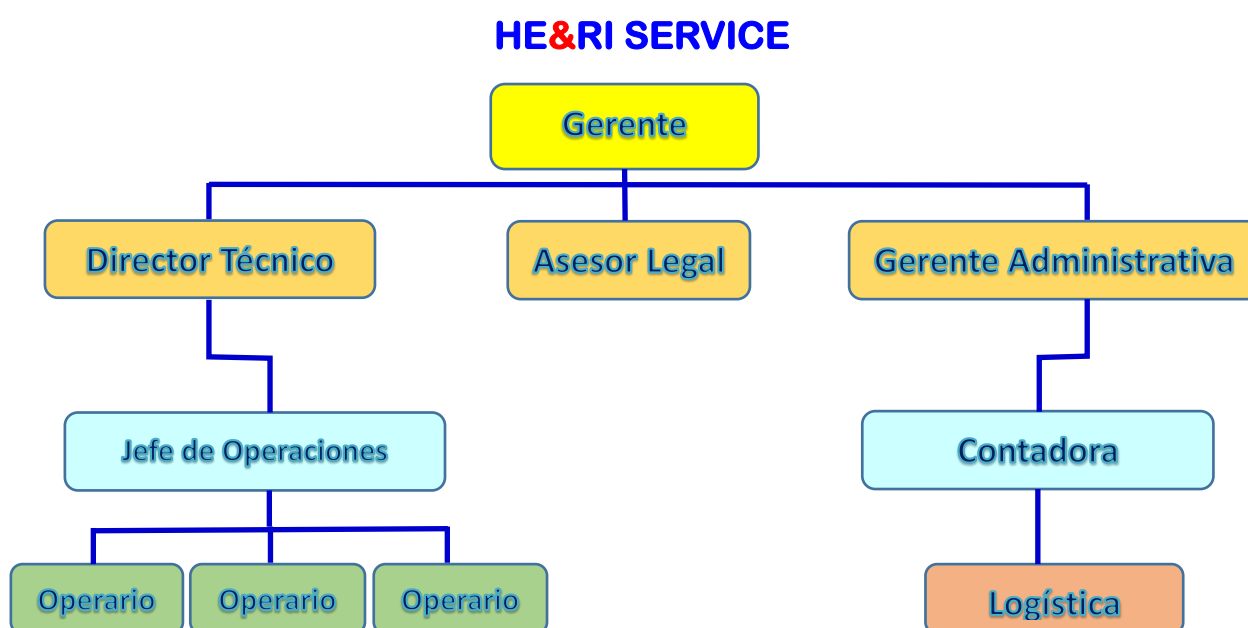 HE&RI SERVICE
Gerente
Director Técnico
Asesor Legal
Gerente Administrativa
Jefe de Operaciones
Contadora
Operario
Operario
Operario
Logística